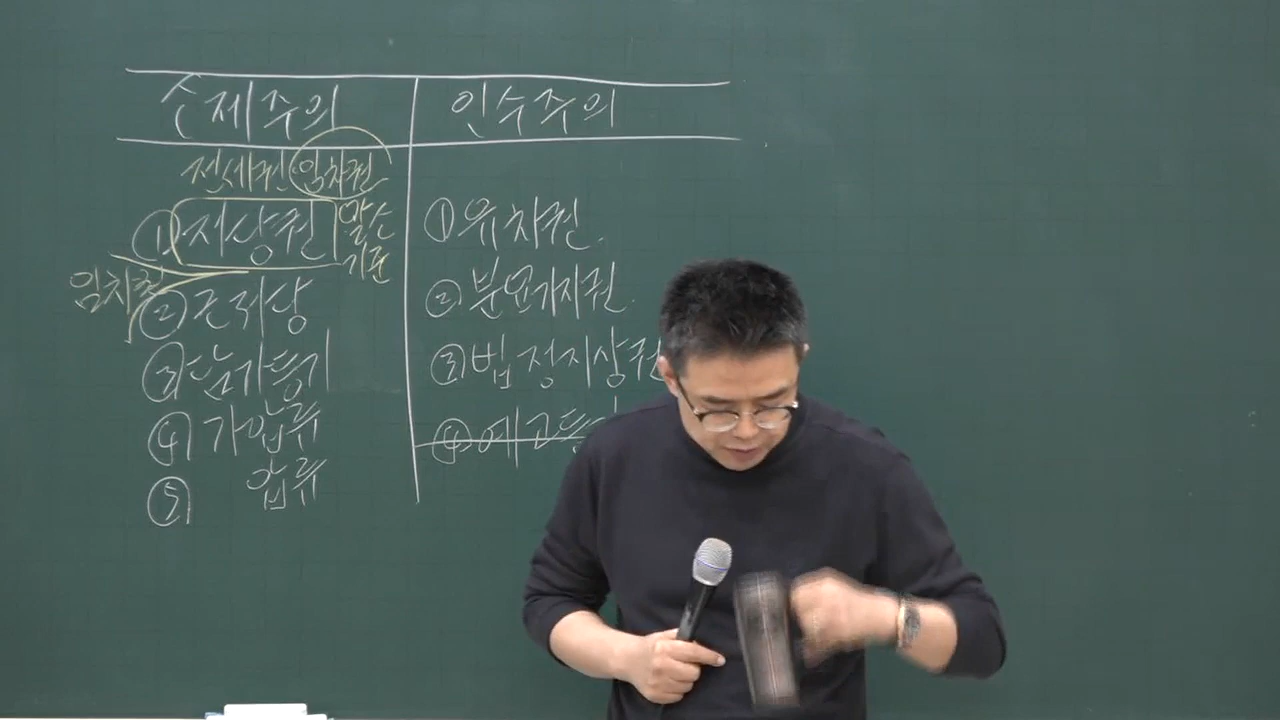 소제주의
인수주의
전세권 임차권
① 저상권 말소
기준
임차권
② 근저당
③ 담가등기
④ 가압류
⑤ 압류
① 유치권.
② 분묘기지권.
③ 법정지상권
④ 예고등